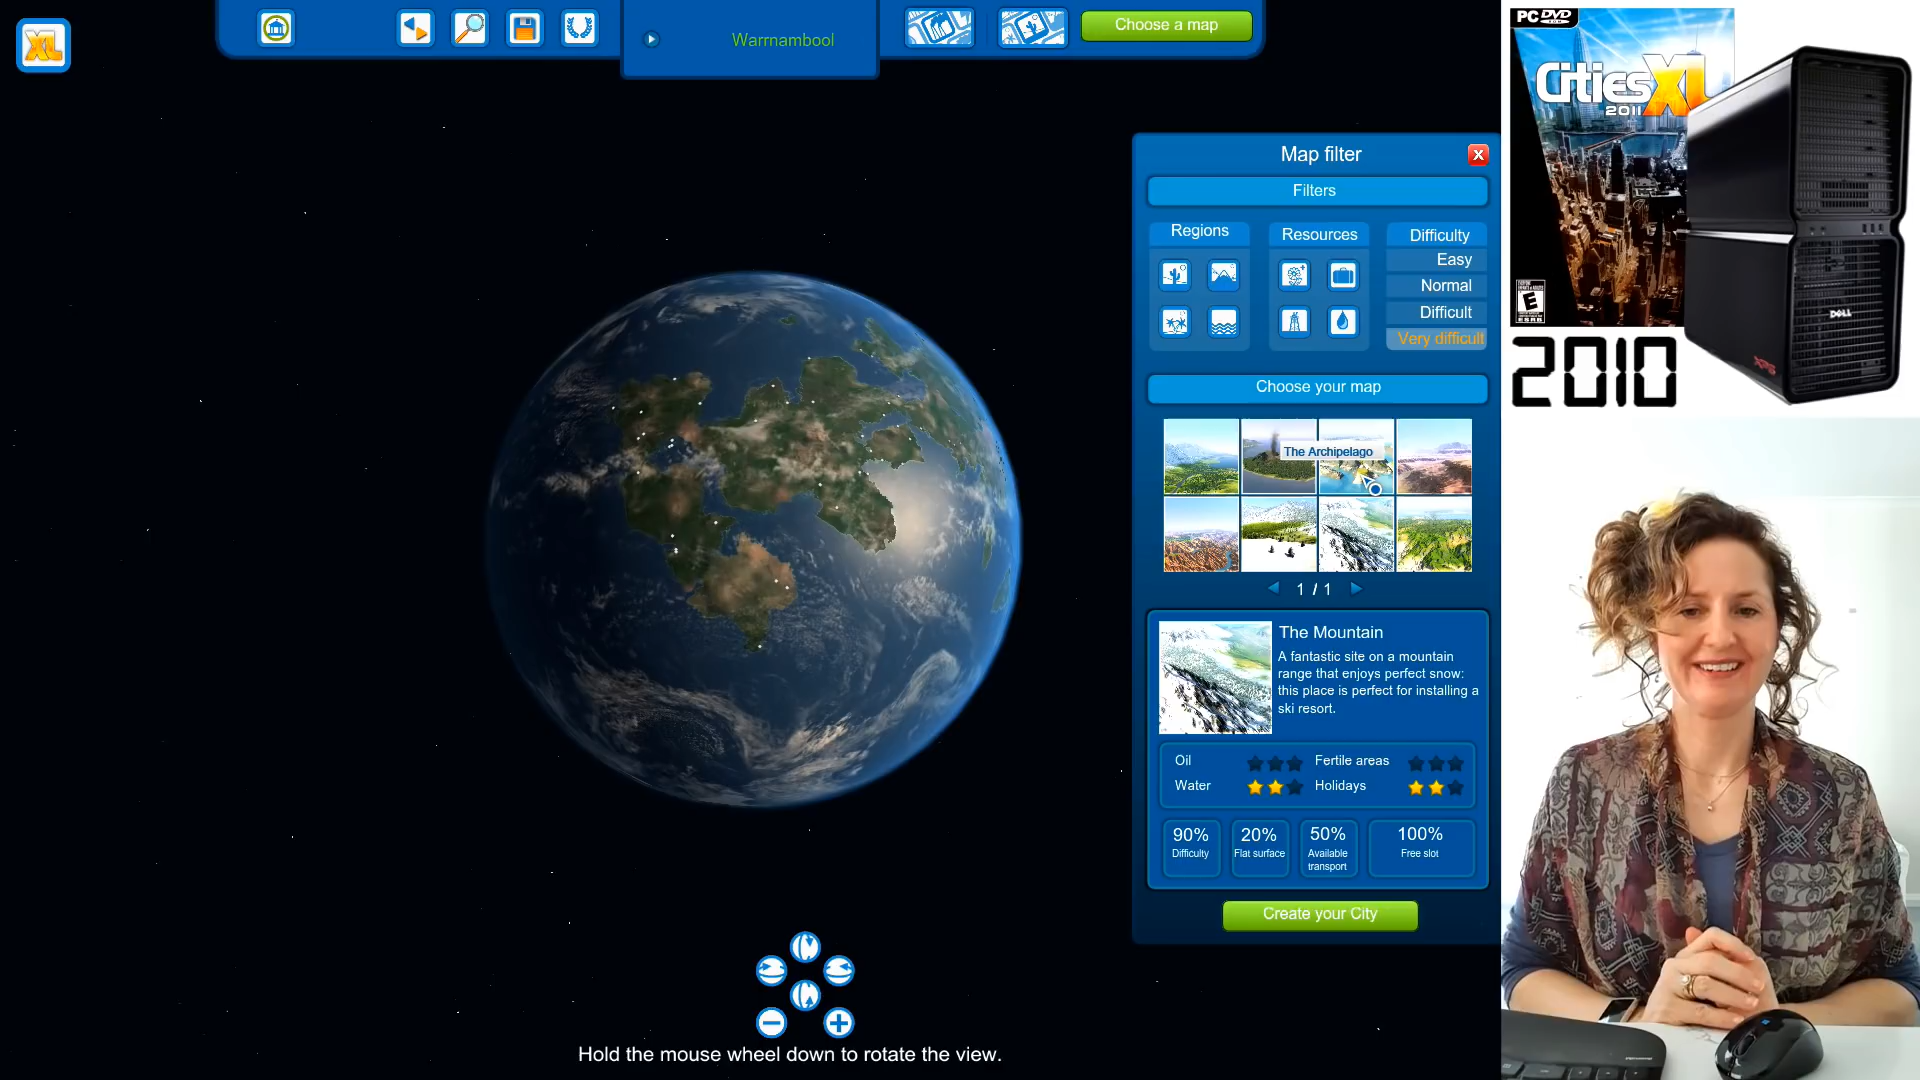 XL
Warrnambool
Choose a map
Map filter
X
Filters
Regions
Resources
Difficulty
Easy
Normal
Difficult
Very difficult
Choose your map
The Archipelago
1 / 1
The Mountain
A fantastic site on a mountain
range that enjoys perfect snow:
this place is perfect for installing a
ski resort.
Oil
Fertile areas
Water
Holidays
90%
Difficulty
20%
Flat surface
50%
Available
transport
100%
Free slot
Create your City
Hold the mouse wheel down to rotate the view.
PC DVD
Cities XL
2011
E
ESRB
DELL
XPS
2010